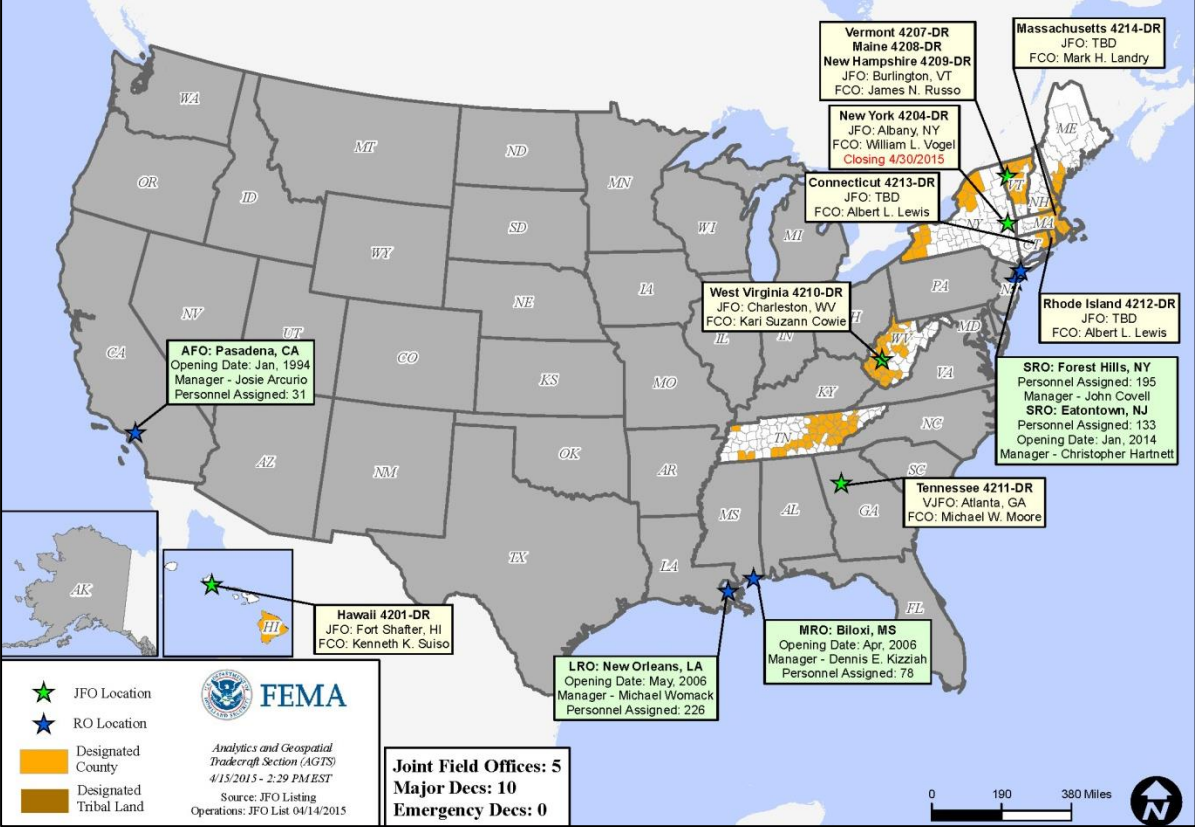 Vermont 4207-DR
Maine 4208-DR
New Hampshire 4209-DR
JFO: Burlington, VT
FCO: James N. Russo
Massachusetts 4214-DR
JFO: TBD
FCO: Mark H. Landry
New York 4204-DR
JFO: Albany, NY
FCO: William L. Vogel
Closing 4/30/2015
Connecticut 4213-DR
JFO: TBD
FCO: Albert L. Lewis
West Virginia 4210-DR
JFO: Charleston, WV
FCO: Kari Suzann Cowie
Rhode Island 4212-DR
JFO: TBD
FCO: Albert L. Lewis
AFO: Pasadena, CA
Opening Date: Jan, 1994
Manager - Josie Arcurio
Personnel Assigned: 31
SRO: Forest Hills, NY
Personnel Assigned: 195
Manager - John Covell
SRO: Eatontown, NJ
Personnel Assigned: 133
Opening Date: Jan, 2014
Manager - Christopher Hartnett
Tennessee 4211-DR
VJFO: Atlanta, GA
FCO: Michael W. Moore
Hawaii 4201-DR
JFO: Fort Shafter, HI
FCO: Kenneth K. Suiso
LRO: New Orleans, LA
Opening Date: May, 2006
Manager - Michael Womack
Personnel Assigned: 226
MRO: Biloxi, MS
Opening Date: Apr, 2006
Manager - Dennis E. Kizziah
Personnel Assigned: 78
WA
MT
ND
MN
ME
OR
ID
SD
WI
MI
VT
NH
NY
MA
CT
WY
IA
NE
PA
NV
UT
CO
IL
IN
WV
MD
VA
CA
KS
MO
KY
NC
AZ
NM
OK
AR
TN
SC
MS
AL
GA
TX
LA
FL
AK
HI
JFO Location
RO Location
Designated
County
Designated
Tribal Land
FEMA
Analytics and Geospatial
Tradecraft Section (AGTS)
4/15/2015 - 2:29 PM EST
Source: JFO Listing
Operations: JFO List 04/14/2015
Joint Field Offices: 5
Major Decs: 10
Emergency Decs: 0
0 190 380 Miles
N